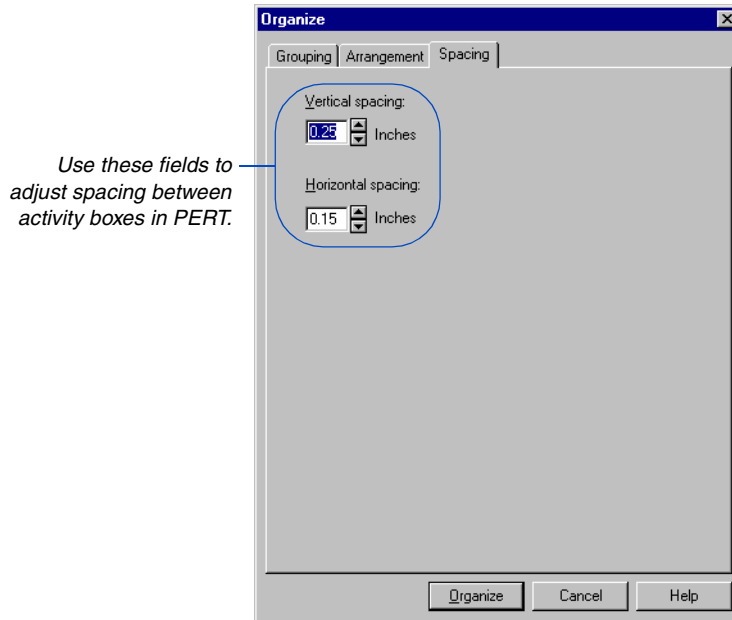 Organize
Grouping
Arrangement
Spacing
Vertical spacing:
0.25 Inches
Horizontal spacing:
0.15 Inches
Use these fields to
adjust spacing between
activity boxes in PERT.
Organize
Cancel
Help